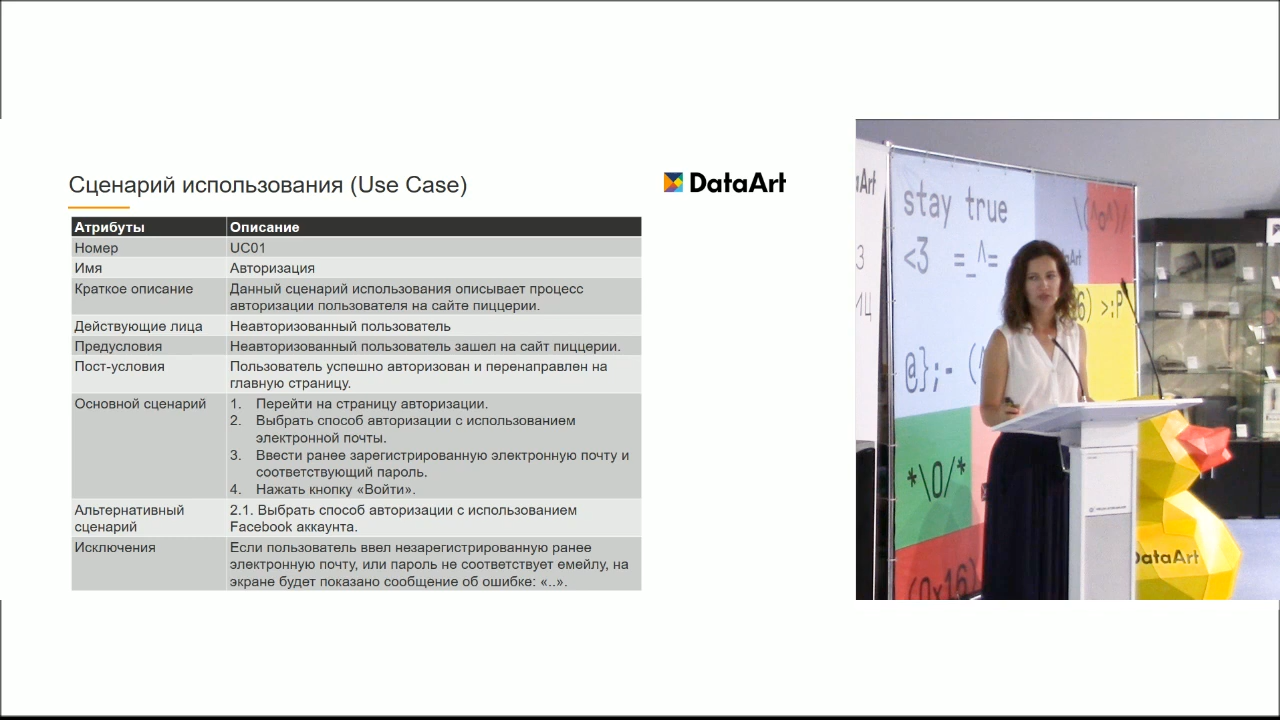 Сценарий использования (Use Case)
DataArt
Атрибуты Описание
Номер UC01
Имя Авторизация
Краткое описание Данный сценарий использования описывает процесс
авторизации пользователя на сайте пиццерии.
Действующие лица Неавторизованный пользователь
Предусловия Неавторизованный пользователь зашел на сайт пиццерии.
Пост-условия Пользователь успешно авторизован и перенаправлен на
главную страницу.
Основной сценарий 1. Перейти на страницу авторизации.
2. Выбрать способ авторизации с использованием
электронной почты.
3. Ввести ранее зарегистрированную электронную почту и
соответствующий пароль.
4. Нажать кнопку «Войти».
Альтернативный 2.1. Выбрать способ авторизации с использованием
сценарий Facebook аккаунта.
Исключения Если пользователь ввел незарегистрированную ранее
электронную почту, или пароль не соответствует емейлу, на
экране будет показано сообщение об ошибке: «..».
stay true
<3 =_^=
\(^o^)/
>:P
@};- (
*\O/*
(0x16)
DataArt